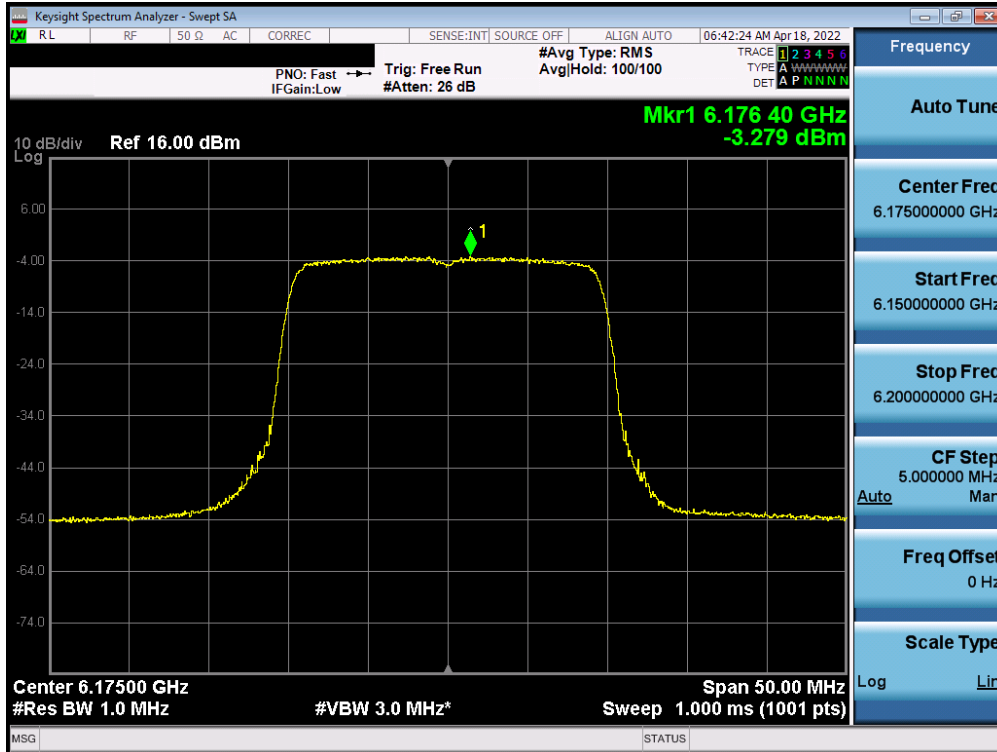 Keysight Spectrum Analyzer - Swept SA
LXI RL RF 50 Ω AC CORREC SENSE:INT SOURCE OFF ALIGN AUTO 06:42:24 AM Apr 18, 2022
PNO: Fast Trig: Free Run #Avg Type: RMS TRACE 1 2 3 4 5 6
IFGain:Low #Atten: 26 dB Avg|Hold: 100/100 TYPE A WWWWW
DET A P N N N N
Mkr1 6.176 40 GHz
-3.279 dBm
10 dB/div Ref 16.00 dBm
Log
1
6.00
-4.00
-14.0
-24.0
-34.0
-44.0
-54.0
-64.0
-74.0
Center 6.17500 GHz Span 50.00 MHz
#Res BW 1.0 MHz #VBW 3.0 MHz* Sweep 1.000 ms (1001 pts)
MSG STATUS
Frequency
Auto Tune
Center Freq
6.175000000 GHz
Start Freq
6.150000000 GHz
Stop Freq
6.200000000 GHz
CF Step
5.000000 MHz
Auto Man
Freq Offset
0 Hz
Scale Type
Log Lin